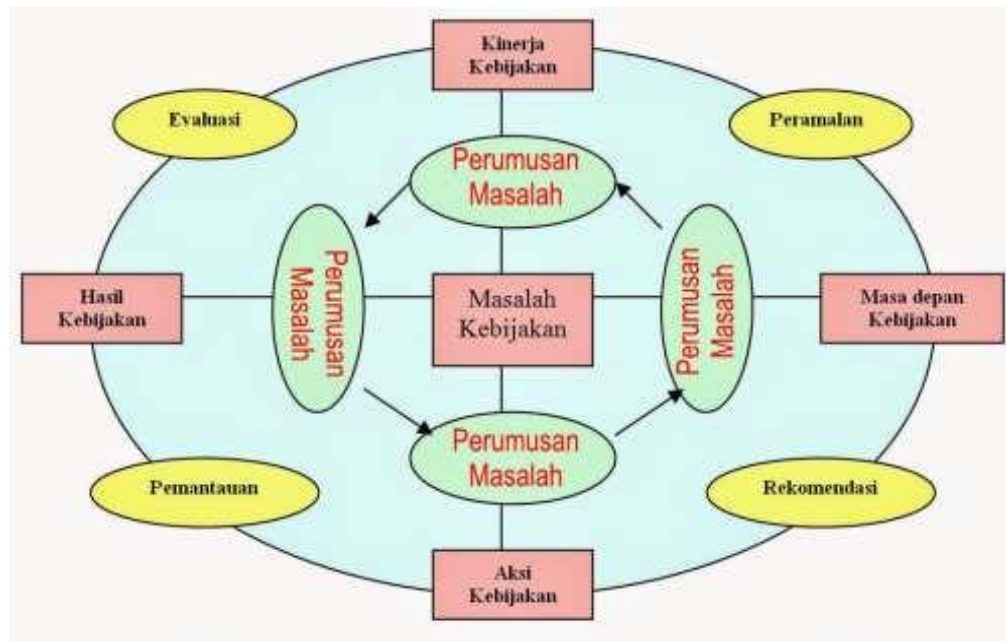 Kinerja
Kebijakan
Evaluasi
Peramalan
Perumusan
Masalah
Hasil
Kebijakan
Perumusan
Masalah
Masalah
Kebijakan
Perumusan
Masalah
Masa depan
Kebijakan
Perumusan
Masalah
Pemantauan
Rekomendasi
Aksi
Kebijakan